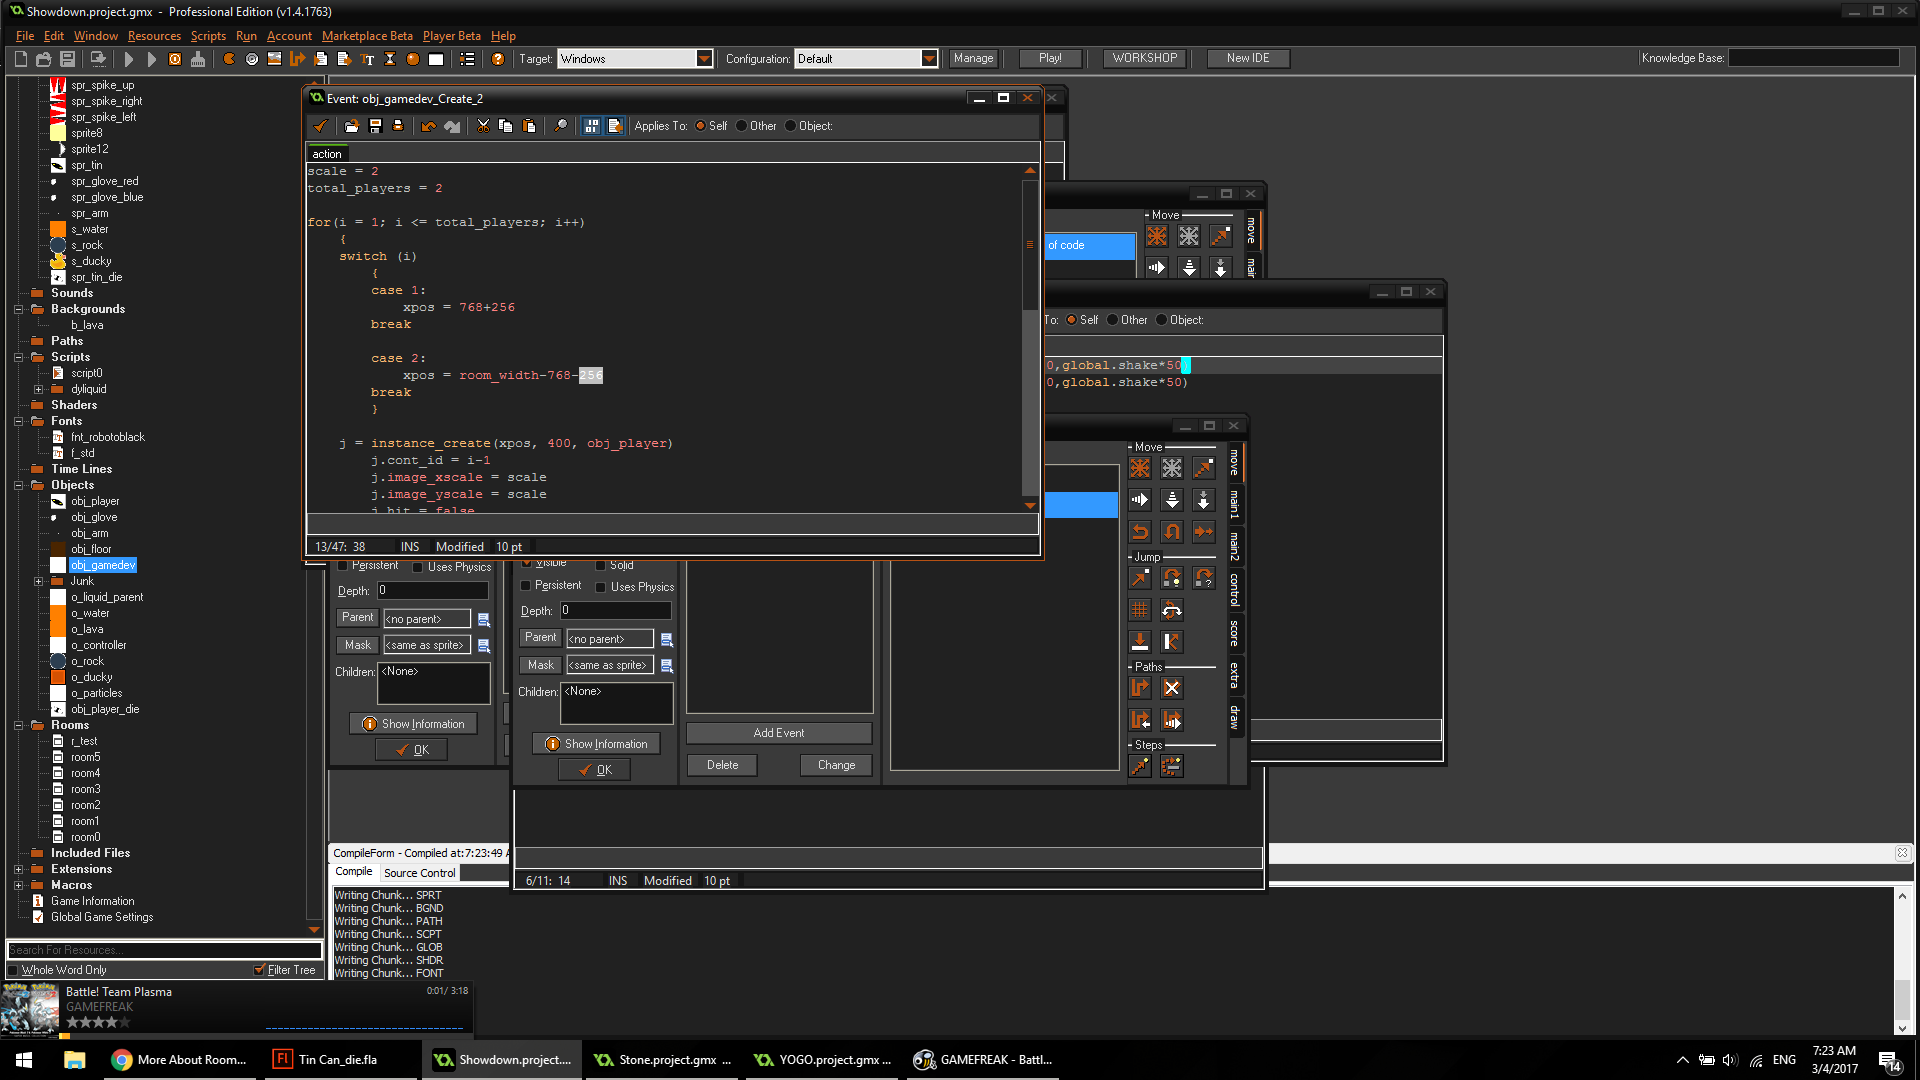 Showdown.project.gmx - Professional Edition (v1.4.1763)
File Edit Window Resources Scripts Run Account Marketplace Beta Player Beta Help
Target: Windows Configuration: Default Manage Play! WORKSHOP New IDE Knowledge Base:
spr_spike_up
spr_spike_right
spr_spike_left
sprite8
sprite12
spr_tin
spr_glove_red
spr_glove_blue
spr_arm
s_water
s_rock
s_ducky
spr_tin_die
Sounds
Backgrounds
b_lava
Paths
Scripts
script0
dyliquid
Shaders
Fonts
fnt_robotoblack
f_std
Time Lines
Objects
obj_player
obj_glove
obj_arm
obj_floor
obj_gamedev
Junk
o_liquid_parent
o_water
o_lava
o_controller
o_rock
o_ducky
o_particles
obj_player_die
Rooms
r_test
room5
room4
room3
room2
room1
room0
Included Files
Extensions
Macros
Game Information
Global Game Settings
Search For Resources...
Whole Word Only Filter Tree
Event: obj_gamedev_Create_2
Applies To: Self Other Object:
action
scale = 2
total_players = 2
for(i = 1; i <= total_players; i++)
{
switch (i)
{
case 1:
xpos = 768+256
break
case 2:
xpos = room_width-768-256
break
}
j = instance_create(xpos, 400, obj_player)
j.cont_id = i-1
j.image_xscale = scale
j.image_yscale = scale
j.hit = false
13/47: 38 INS Modified 10 pt
of code
Move
move
main
To: Self Other Object:
0,global.shake*50)
0,global.shake*50)
Persistent Uses Physics
Depth: 0
Parent <no parent>
Mask <same as sprite>
Children: <None>
Show Information
OK
Visible Solid
Persistent Uses Physics
Depth: 0
Parent <no parent>
Mask <same as sprite>
Children: <None>
Show Information
OK
Add Event
Delete Change
Move
Jump
Paths
Steps
move
main1
main2
control
score
extra
draw
6/11: 14 INS Modified 10 pt
CompileForm - Compiled at:7:23:49 A
Compile Source Control
Writing Chunk... SPRT
Writing Chunk... BGND
Writing Chunk... PATH
Writing Chunk... SCPT
Writing Chunk... GLOB
Writing Chunk... SHDR
Writing Chunk... FONT
Battle! Team Plasma 0:01/ 3:18
GAMEFREAK
More About Room... Tin Can_die.fla Showdown.project.... Stone.project.gmx ... YOGO.project.gmx ... GAMEFREAK - Battl...
ENG
7:23 AM
3/4/2017
14